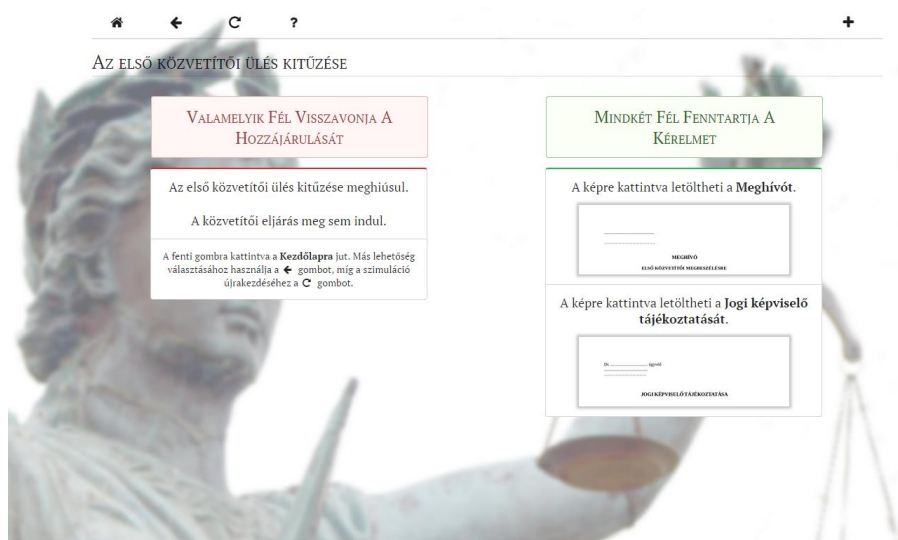 ?
Az első közvetítői ülés kitűzése
Valamelyik Fél Visszavonja A
Hozzájárulását
Az első közvetítői ülés kitűzése meghiúsul.
A közvetítői eljárás meg sem indul.
A fenti gombra kattintva a Kezdőlapra jut. Más lehetőség
választásához használja a gombot, míg a szimuláció
újrakezdéséhez a gombot.
Mindkét Fél Fenntartja A
Kérelmet
A képre kattintva letöltheti a Meghívót.
MEGHÍVÓ
ELSŐ KÖZVETÍTŐI MEGBESZÉLÉSRE
A képre kattintva letöltheti a Jogi képviselő
tájékoztatását.
Dr. ........................ ügyvéd
JOGI KÉPVISELŐ TÁJÉKOZTATÁSA